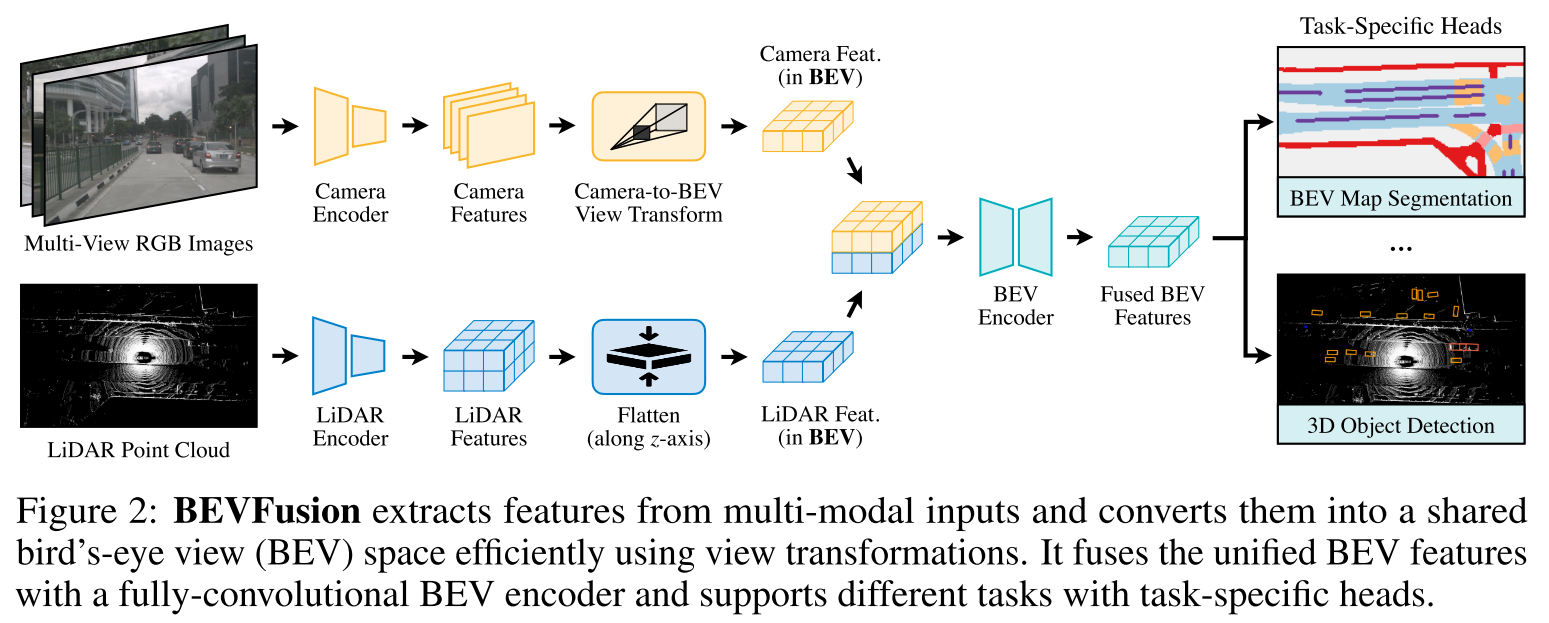 Task-Specific Heads
Camera Feat.
(in BEV)
Camera
Encoder
Camera
Features
Camera-to-BEV
View Transform
Multi-View RGB Images
BEV Map Segmentation
...
BEV
Encoder
Fused BEV
Features
LiDAR Point Cloud
LiDAR
Encoder
LiDAR
Features
Flatten
(along z-axis)
LiDAR Feat.
(in BEV)
3D Object Detection
Figure 2: BEVFusion extracts features from multi-modal inputs and converts them into a shared
bird's-eye view (BEV) space efficiently using view transformations. It fuses the unified BEV features
with a fully-convolutional BEV encoder and supports different tasks with task-specific heads.